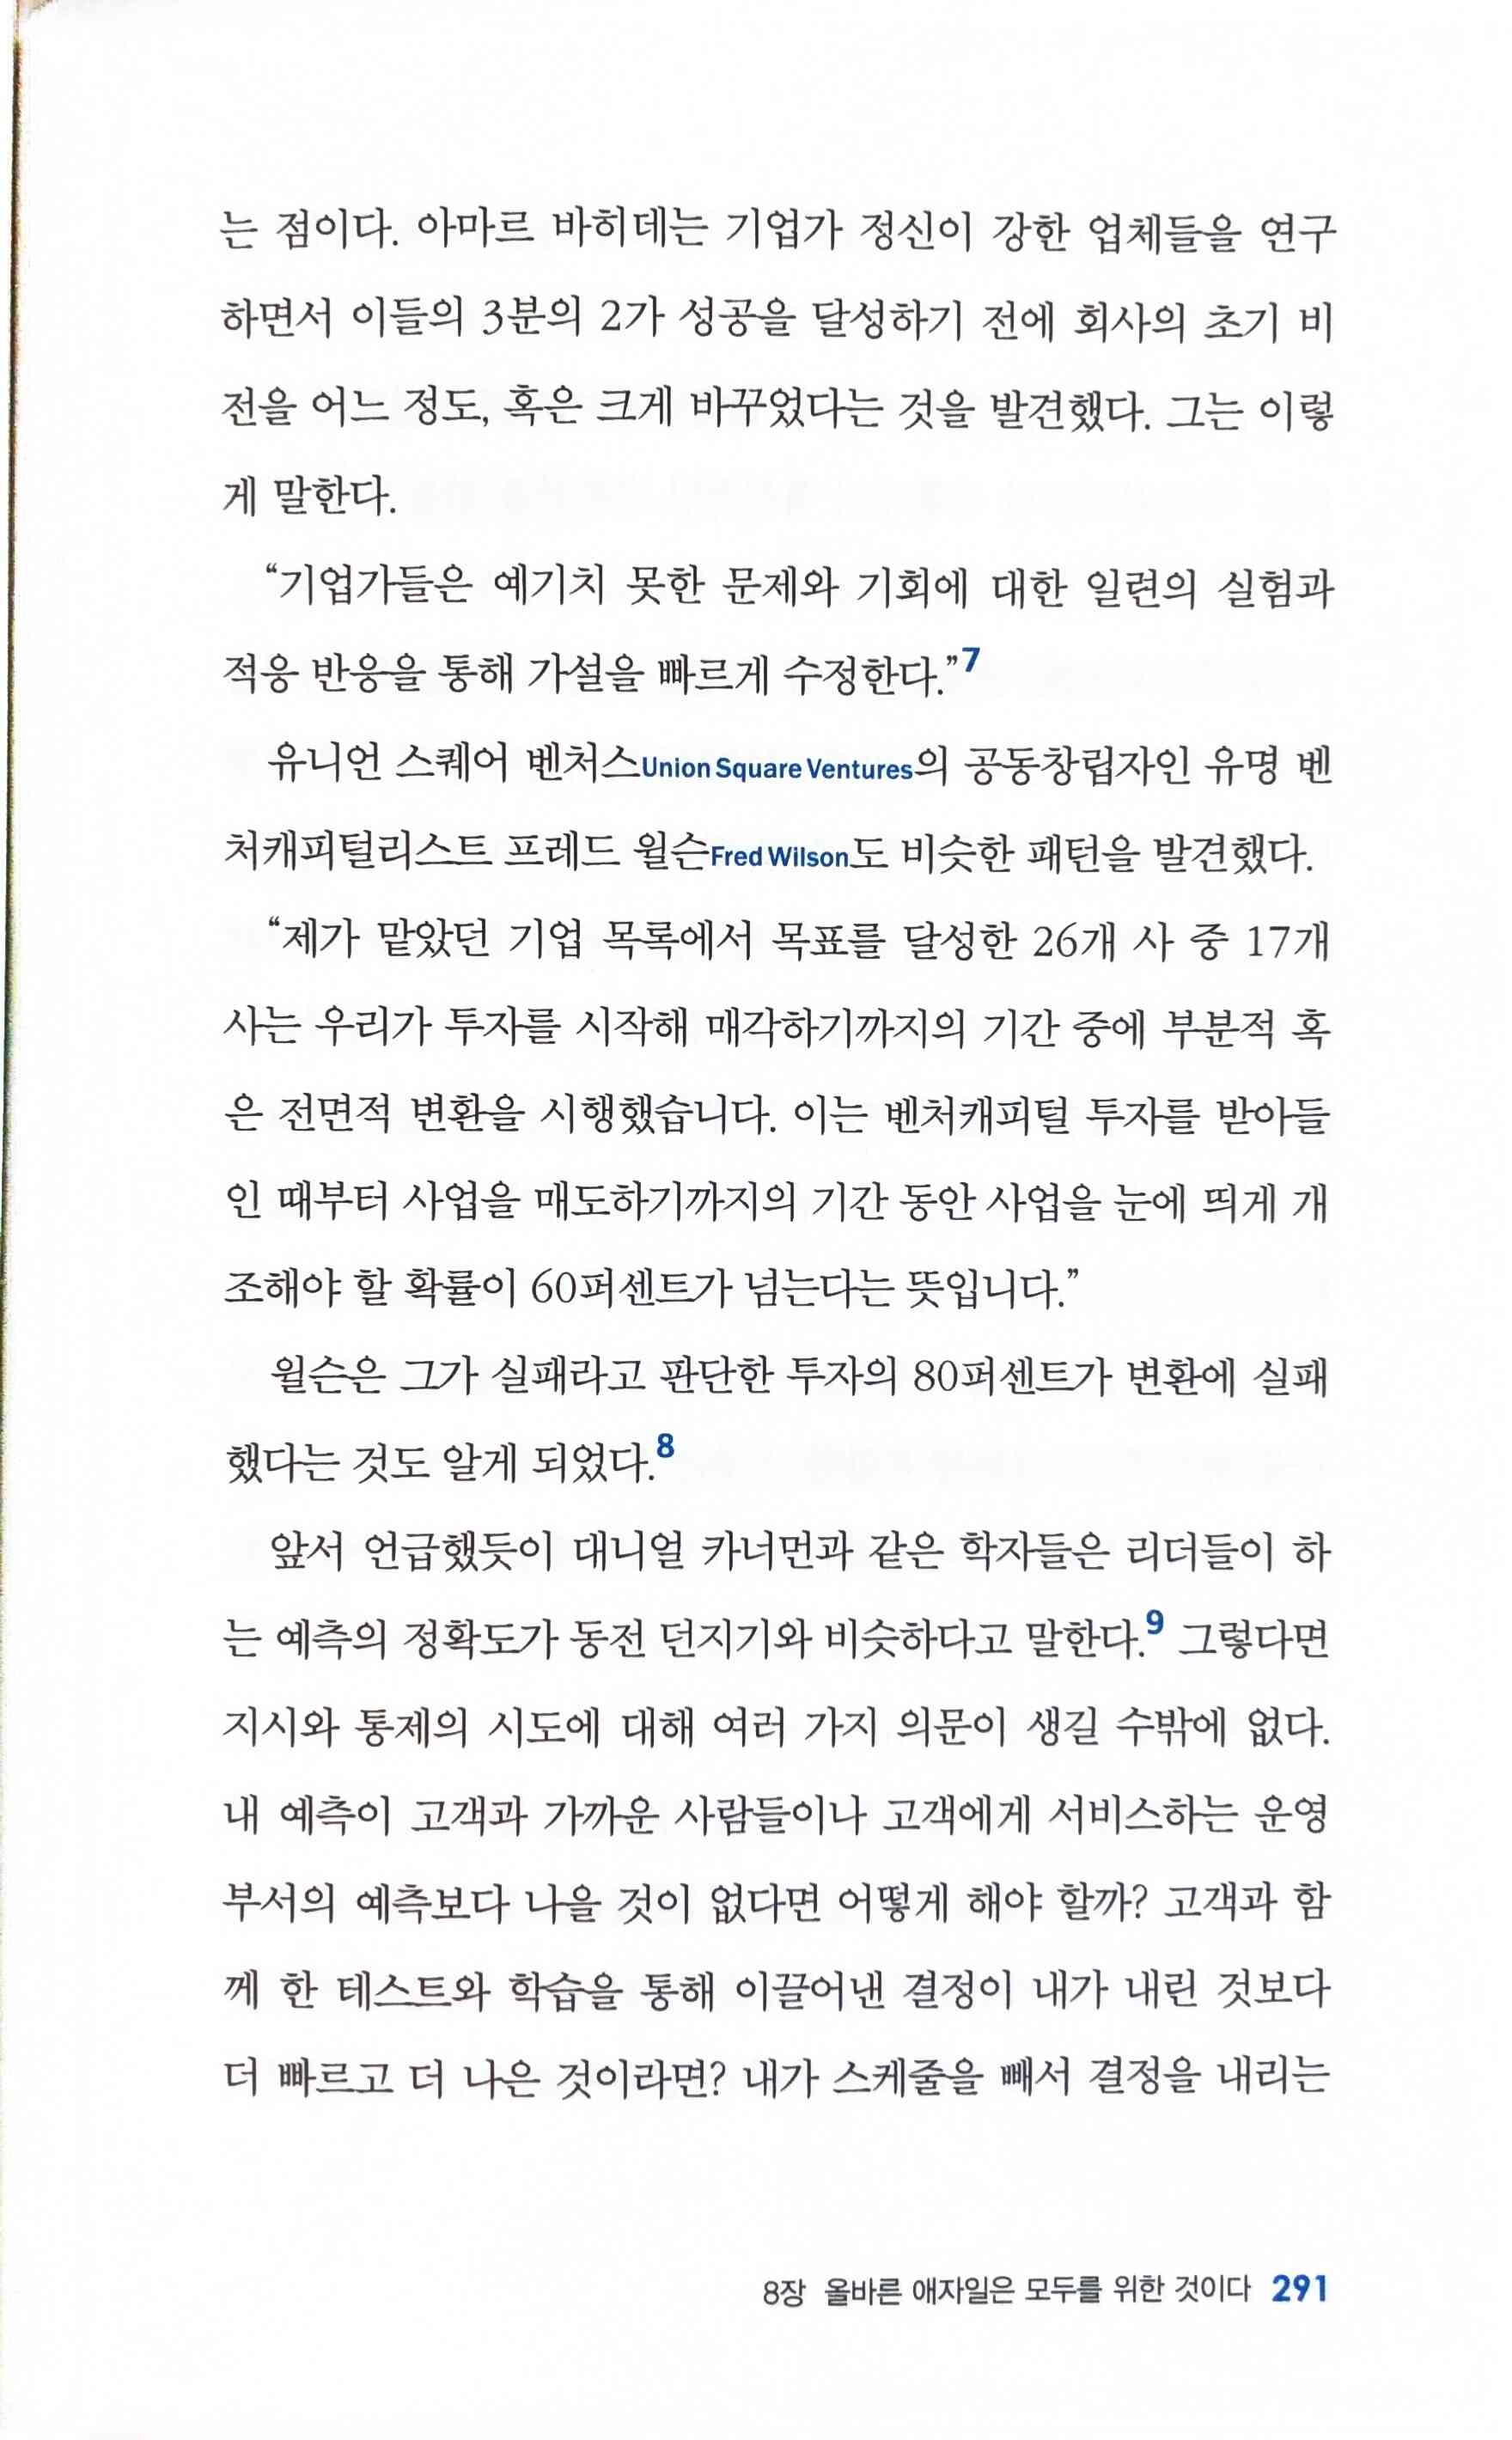 는 점이다. 아마르 바히데는 기업가 정신이 강한 업체들을 연구
하면서 이들의 3분의 2가 성공을 달성하기 전에 회사의 초기 비
전을 어느 정도, 혹은 크게 바꾸었다는 것을 발견했다. 그는 이렇
게 말한다.
“기업가들은 예기치 못한 문제와 기회에 대한 일련의 실험과
적응 반응을 통해 가설을 빠르게 수정한다.”7
유니언 스퀘어 벤처스Union Square Ventures의 공동창립자인 유명 벤
처캐피털리스트 프레드 윌슨Fred Wilson도 비슷한 패턴을 발견했다.
“제가 맡았던 기업 목록에서 목표를 달성한 26개 사 중 17개
사는 우리가 투자를 시작해 매각하기까지의 기간 중에 부분적 혹
은 전면적 변환을 시행했습니다. 이는 벤처캐피털 투자를 받아들
인 때부터 사업을 매도하기까지의 기간 동안 사업을 눈에 띄게 개
조해야 할 확률이 60퍼센트가 넘는다는 뜻입니다.”
윌슨은 그가 실패라고 판단한 투자의 80퍼센트가 변환에 실패
했다는 것도 알게 되었다.8
앞서 언급했듯이 대니얼 카너먼과 같은 학자들은 리더들이 하
는 예측의 정확도가 동전 던지기와 비슷하다고 말한다.9 그렇다면
지시와 통제의 시도에 대해 여러 가지 의문이 생길 수밖에 없다.
내 예측이 고객과 가까운 사람들이나 고객에게 서비스하는 운영
부서의 예측보다 나을 것이 없다면 어떻게 해야 할까? 고객과 함
께 한 테스트와 학습을 통해 이끌어낸 결정이 내가 내린 것보다
더 빠르고 더 나은 것이라면? 내가 스케줄을 빼서 결정을 내리는
8장 올바른 애자일은 모두를 위한 것이다 291